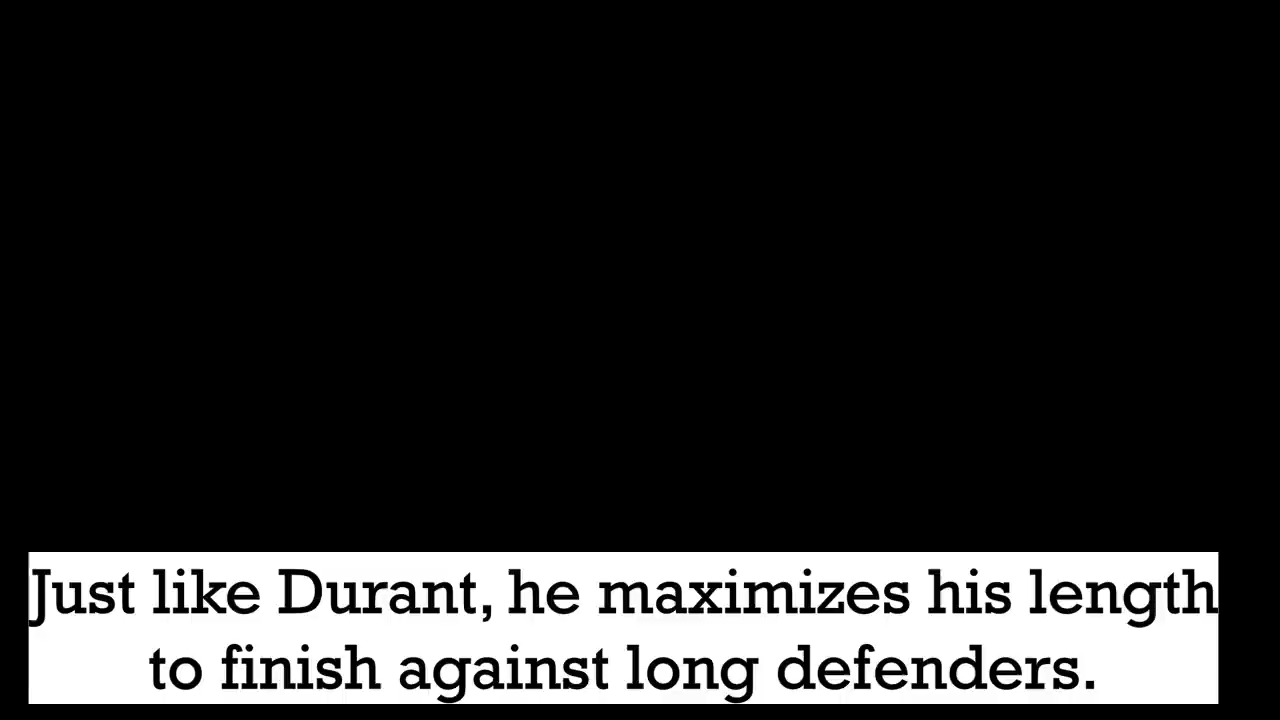 Just like Durant, he maximizes his length
to finish against long defenders.